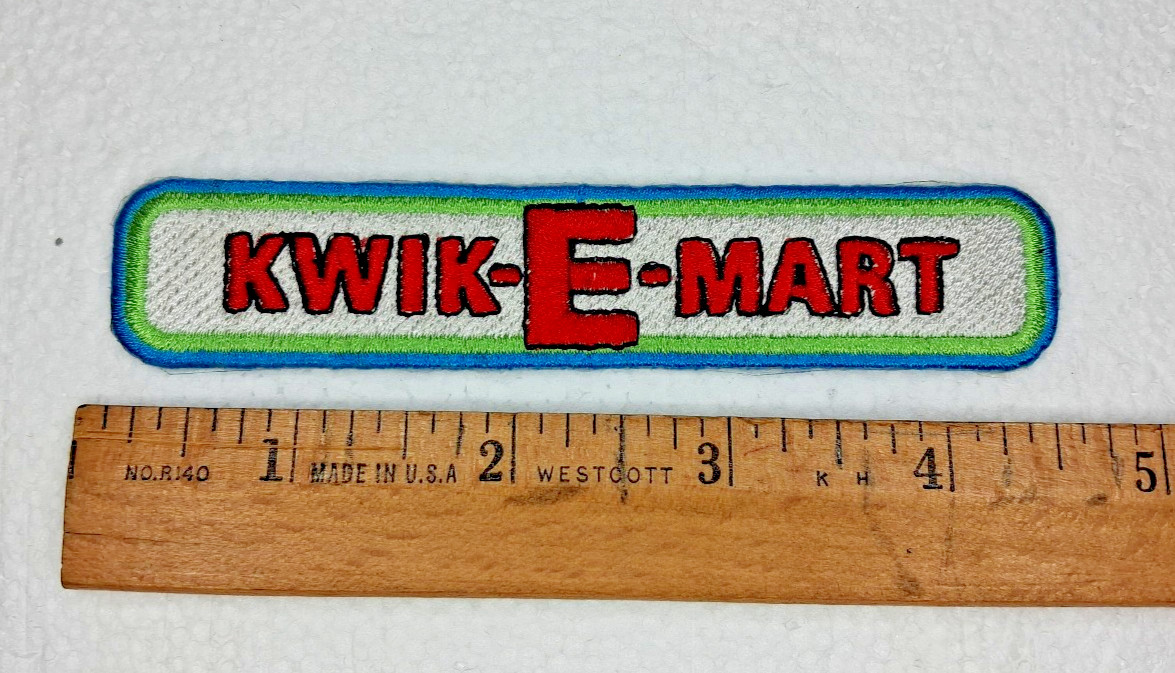 KWIK-E-MART
1 2 3 4 5
NO.R140 MADE IN U.S.A WESTCOTT K H